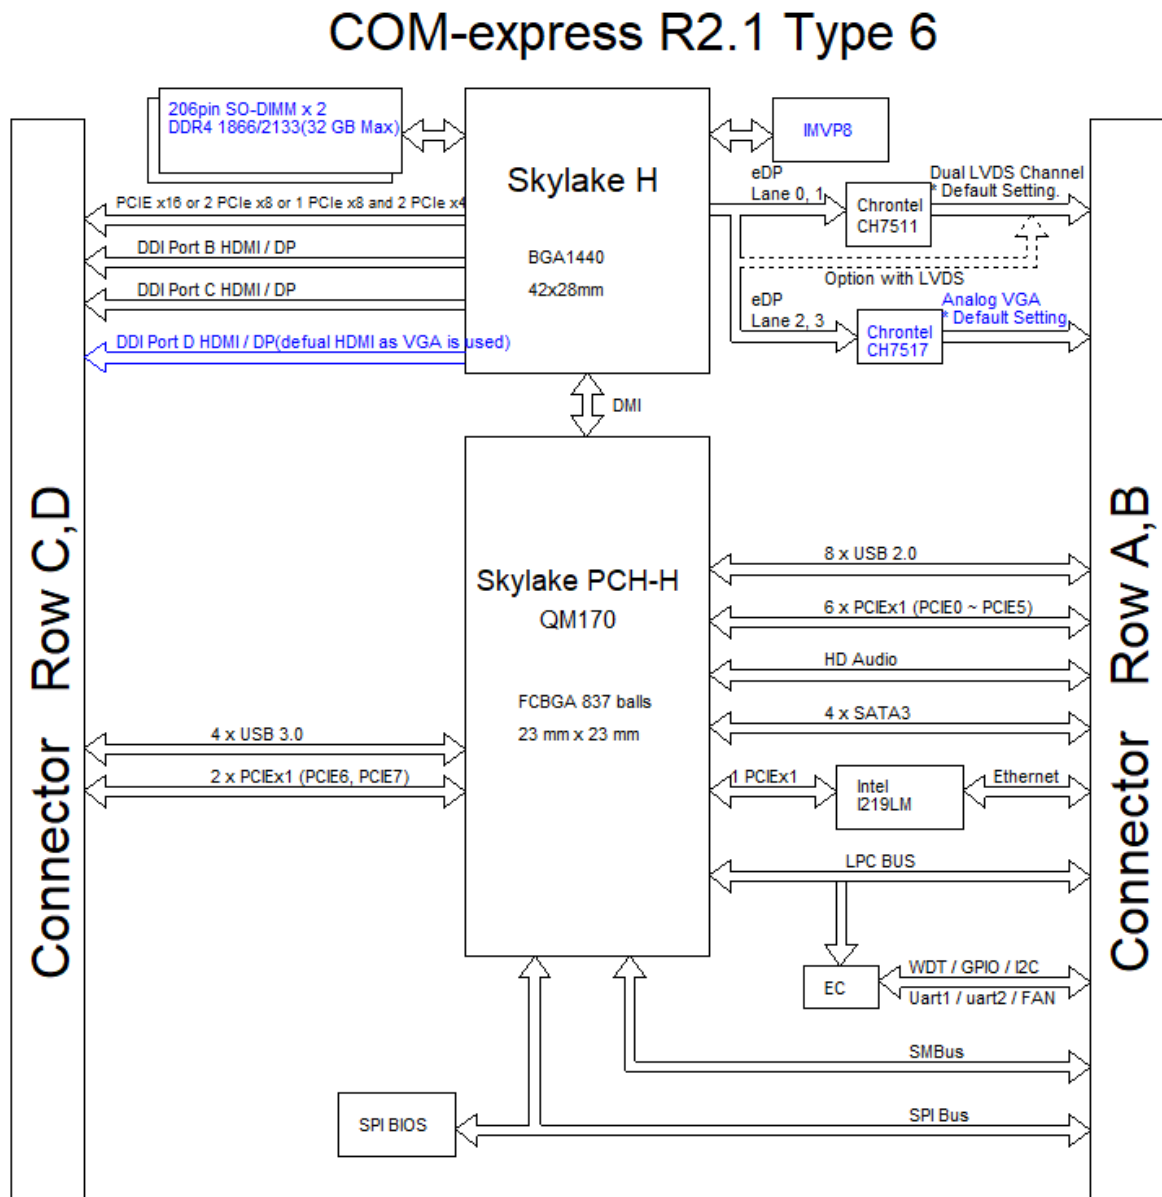 COM-express R2.1 Type 6
206pin SO-DIMM x 2
DDR4 1866/2133(32 GB Max)
Skylake H
BGA1440
42x28mm
IMVP8
PCIE x16 or 2 PCIe x8 or 1 PCIe x8 and 2 PCIe x4
DDI Port B HDMI / DP
DDI Port C HDMI / DP
DDI Port D HDMI / DP(defual HDMI as VGA is used)
eDP
Lane 0, 1
Chrontel
CH7511
Dual LVDS Channel
* Default Setting.
Option with LVDS
eDP
Lane 2, 3
Chrontel
CH7517
Analog VGA
* Default Setting
DMI
Skylake PCH-H
QM170
FCBGA 837 balls
23 mm x 23 mm
Connector Row C,D
Connector Row A,B
4 x USB 3.0
2 x PCIEx1 (PCIE6, PCIE7)
8 x USB 2.0
6 x PCIEx1 (PCIE0 ~ PCIE5)
HD Audio
4 x SATA3
1 PCIEx1
Intel
I219LM
Ethernet
LPC BUS
EC
WDT / GPIO / I2C
Uart1 / uart2 / FAN
SMBus
SPI BIOS
SPI Bus